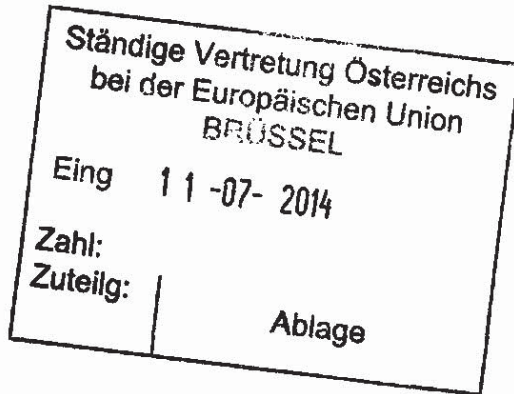 Ständige Vertretung Österreichs
bei der Europäischen Union
BRÜSSEL
Eing 11 -07- 2014
Zahl:
Zuteilg:
Ablage